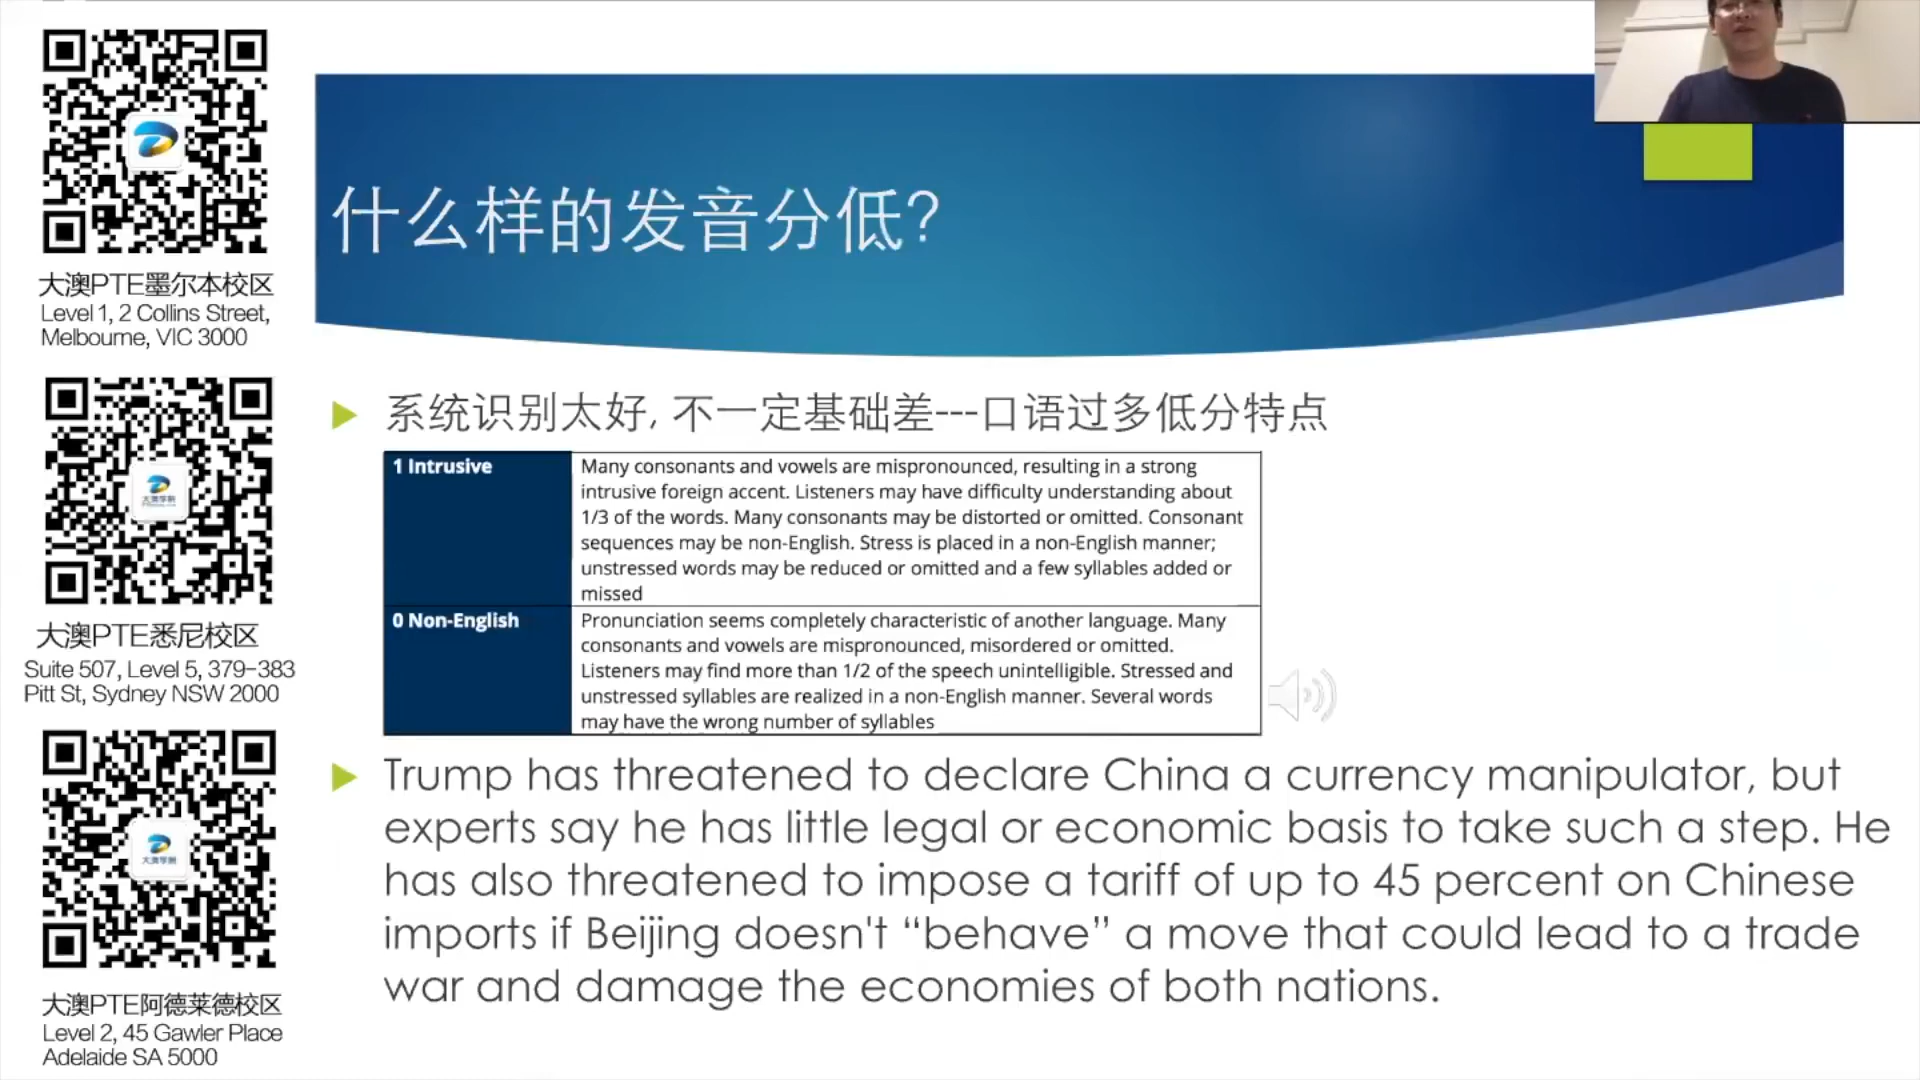 大澳PTE墨尔本校区
Level 1, 2 Collins Street,
Melbourne, VIC 3000
大澳PTE悉尼校区
Suite 507, Level 5, 379-383
Pitt St, Sydney NSW 2000
大澳PTE阿德莱德校区
Level 2, 45 Gawler Place
Adelaide SA 5000
什么样的发音分低?
系统识别太好, 不一定基础差---口语过多低分特点
1 Intrusive
Many consonants and vowels are mispronounced, resulting in a strong
intrusive foreign accent. Listeners may have difficulty understanding about
1/3 of the words. Many consonants may be distorted or omitted. Consonant
sequences may be non-English. Stress is placed in a non-English manner;
unstressed words may be reduced or omitted and a few syllables added or
missed
0 Non-English
Pronunciation seems completely characteristic of another language. Many
consonants and vowels are mispronounced, misordered or omitted.
Listeners may find more than 1/2 of the speech unintelligible. Stressed and
unstressed syllables are realized in a non-English manner. Several words
may have the wrong number of syllables
Trump has threatened to declare China a currency manipulator, but
experts say he has little legal or economic basis to take such a step. He
has also threatened to impose a tariff of up to 45 percent on Chinese
imports if Beijing doesn't “behave” a move that could lead to a trade
war and damage the economies of both nations.